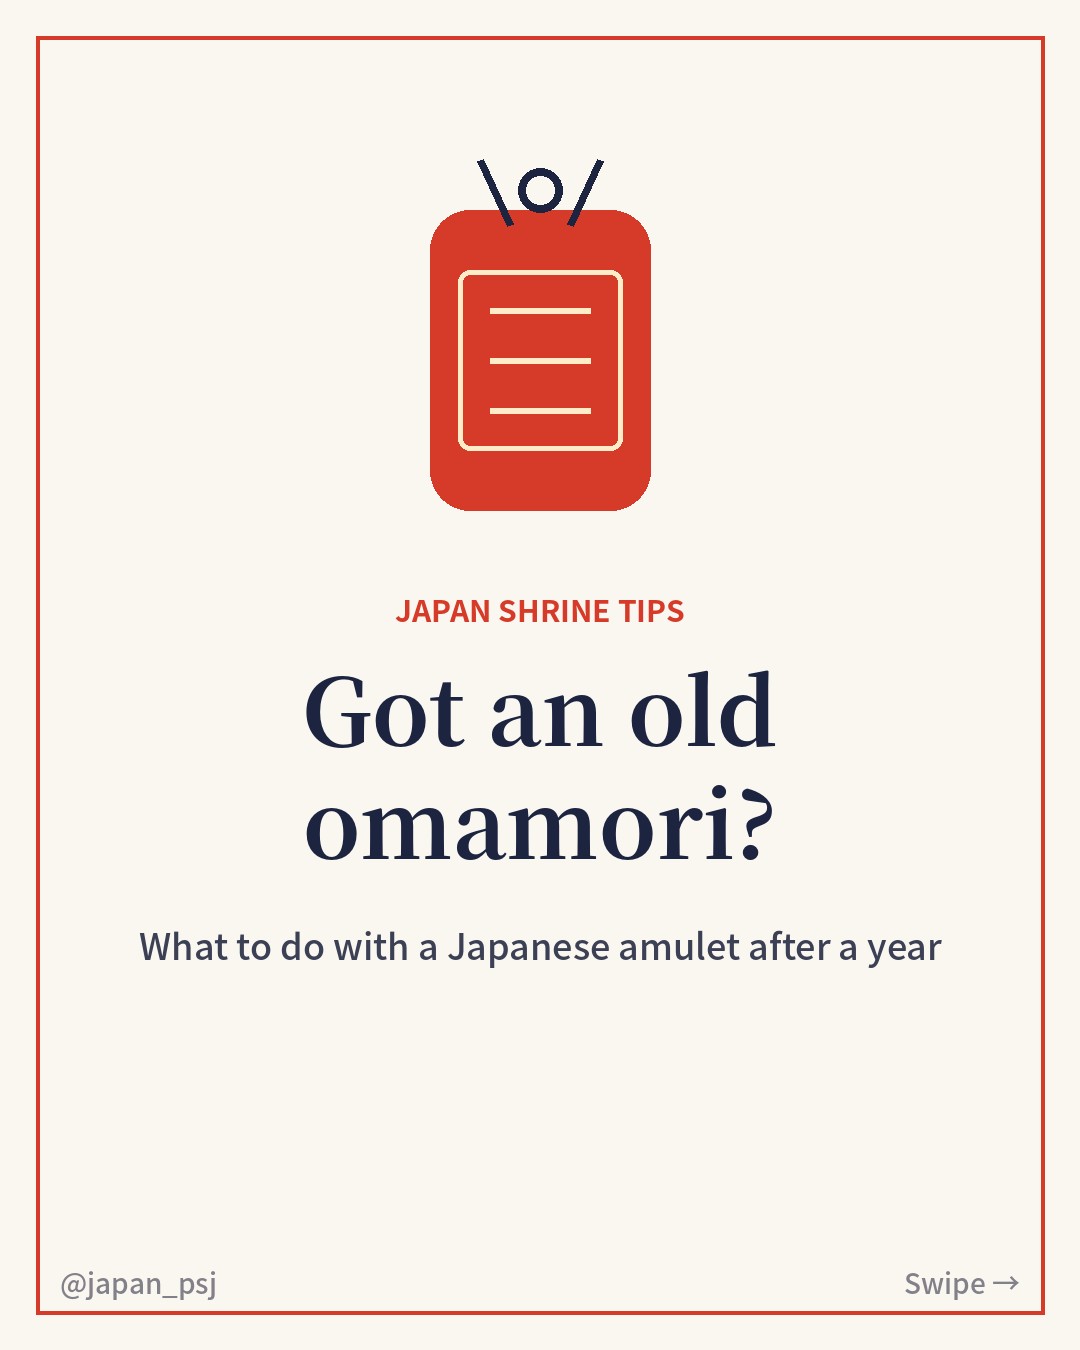 JAPAN SHRINE TIPS
Got an old
omamori?
What to do with a Japanese amulet after a year
@japan_psj
Swipe →